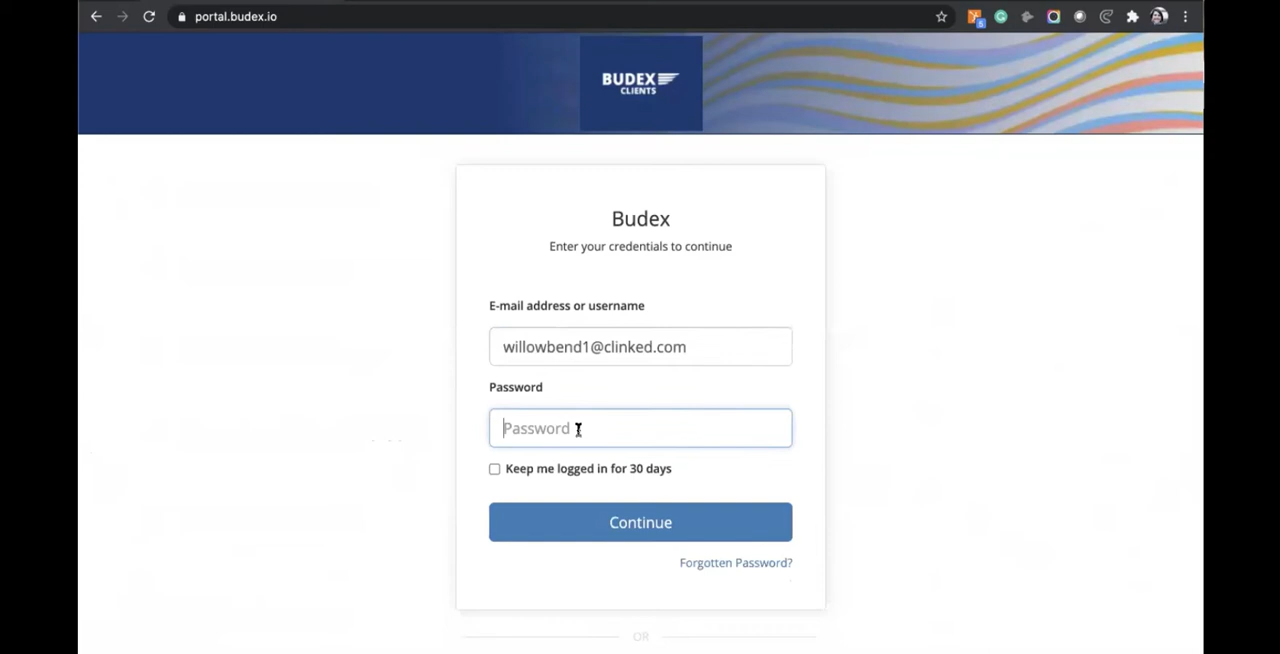 portal.budex.io
BUDEX
CLIENTS
Budex
Enter your credentials to continue
E-mail address or username
willowbend1@clinked.com
Password
Password
Keep me logged in for 30 days
Continue
Forgotten Password?
OR